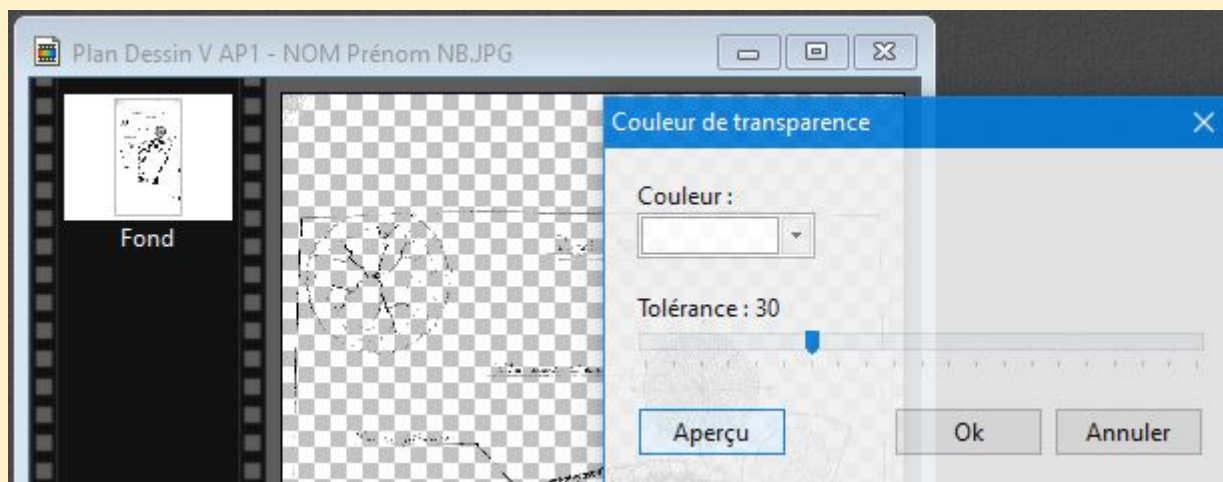 Plan Dessin V AP1 - NOM Prénom NB.JPG
Fond
Couleur de transparence
Couleur :
Tolérance : 30
Aperçu
Ok
Annuler